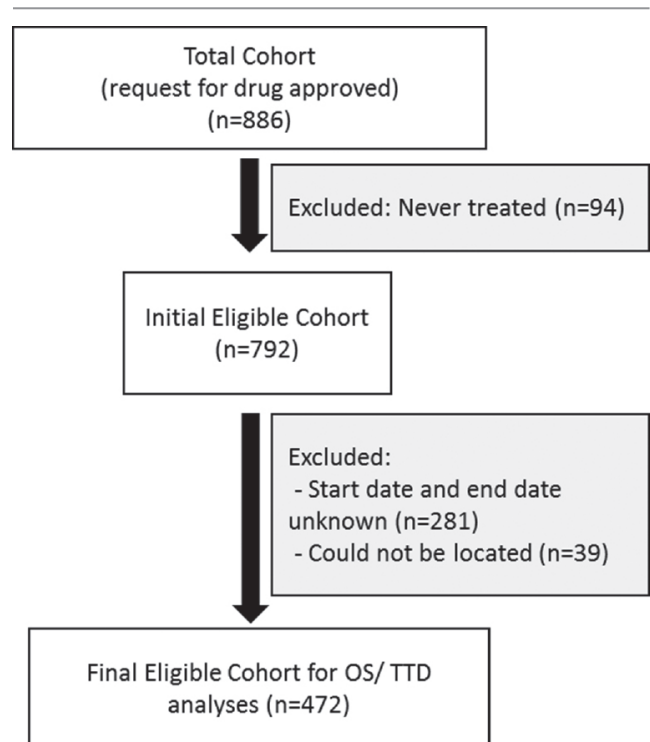 Total Cohort
(request for drug approved)
(n=886)
Excluded: Never treated (n=94)
Initial Eligible Cohort
(n=792)
Excluded:
- Start date and end date
unknown (n=281)
- Could not be located (n=39)
Final Eligible Cohort for OS/ TTD
analyses (n=472)